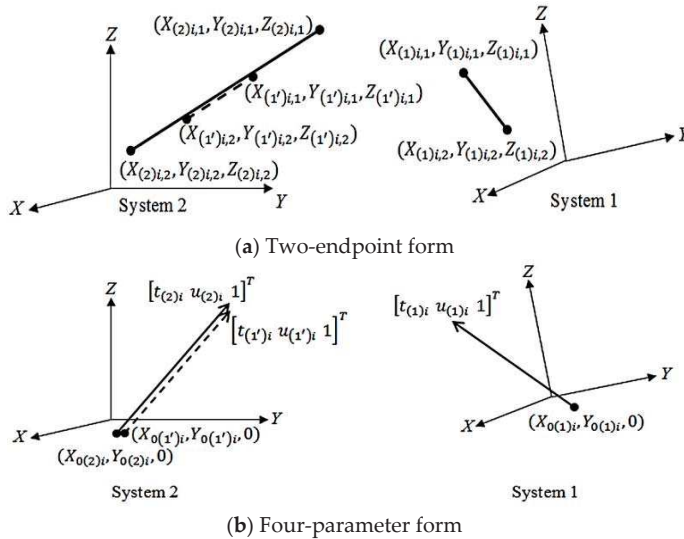 Z
(X₍₂₎ᵢ,₁, Y₍₂₎ᵢ,₁, Z₍₂₎ᵢ,₁)
(X₍₁′₎ᵢ,₁, Y₍₁′₎ᵢ,₁, Z₍₁′₎ᵢ,₁)
(X₍₁′₎ᵢ,₂, Y₍₁′₎ᵢ,₂, Z₍₁′₎ᵢ,₂)
(X₍₂₎ᵢ,₂, Y₍₂₎ᵢ,₂, Z₍₂₎ᵢ,₂)
X
Y
System 2
Z
(X₍₁₎ᵢ,₁, Y₍₁₎ᵢ,₁, Z₍₁₎ᵢ,₁)
(X₍₁₎ᵢ,₂, Y₍₁₎ᵢ,₂, Z₍₁₎ᵢ,₂)
Y
X
System 1
(a) Two-endpoint form
Z
[t₍₂₎ᵢ u₍₂₎ᵢ 1]ᵀ
[t₍₁′₎ᵢ u₍₁′₎ᵢ 1]ᵀ
X
Y
(X₀₍₁′₎ᵢ, Y₀₍₁′₎ᵢ, 0)
(X₀₍₂₎ᵢ, Y₀₍₂₎ᵢ, 0)
System 2
Z
[t₍₁₎ᵢ u₍₁₎ᵢ 1]ᵀ
Y
X
(X₀₍₁₎ᵢ, Y₀₍₁₎ᵢ, 0)
System 1
(b) Four-parameter form